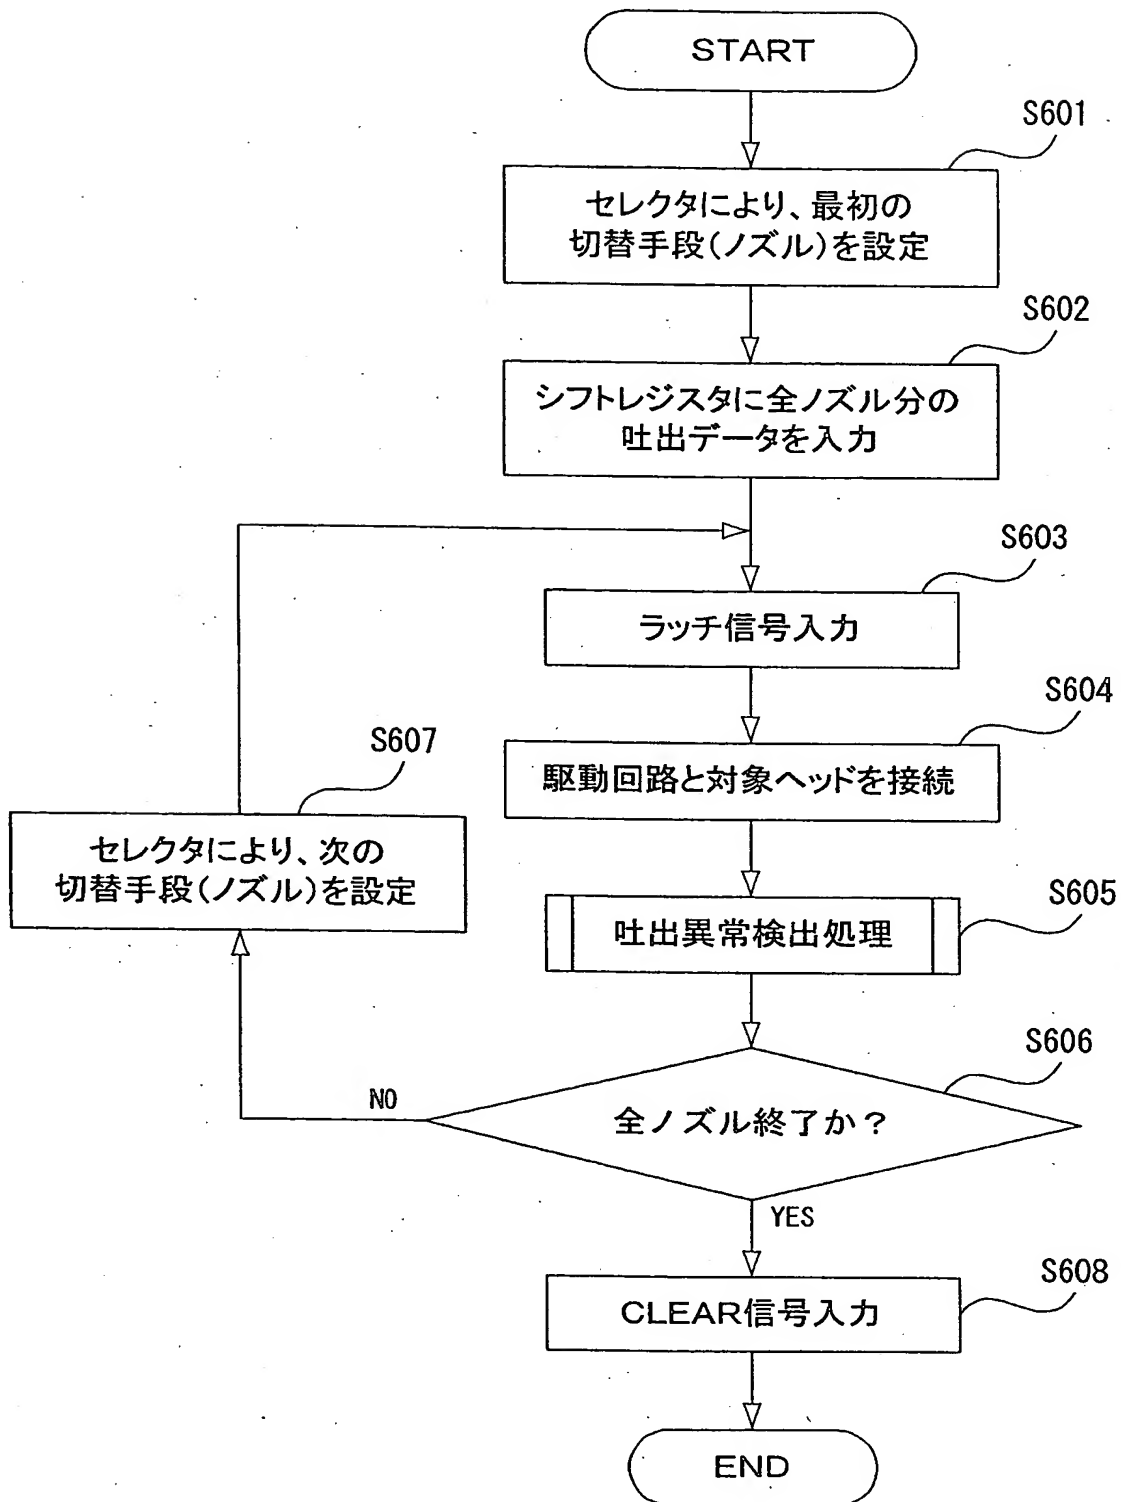 START
S601
セレクタにより、最初の
切替手段(ノズル)を設定
S602
シフトレジスタに全ノズル分の
吐出データを入力
S603
ラッチ信号入力
S604
駆動回路と対象ヘッドを接続
S607
セレクタにより、次の
切替手段(ノズル)を設定
S605
吐出異常検出処理
S606
NO
全ノズル終了か?
YES
S608
CLEAR信号入力
END